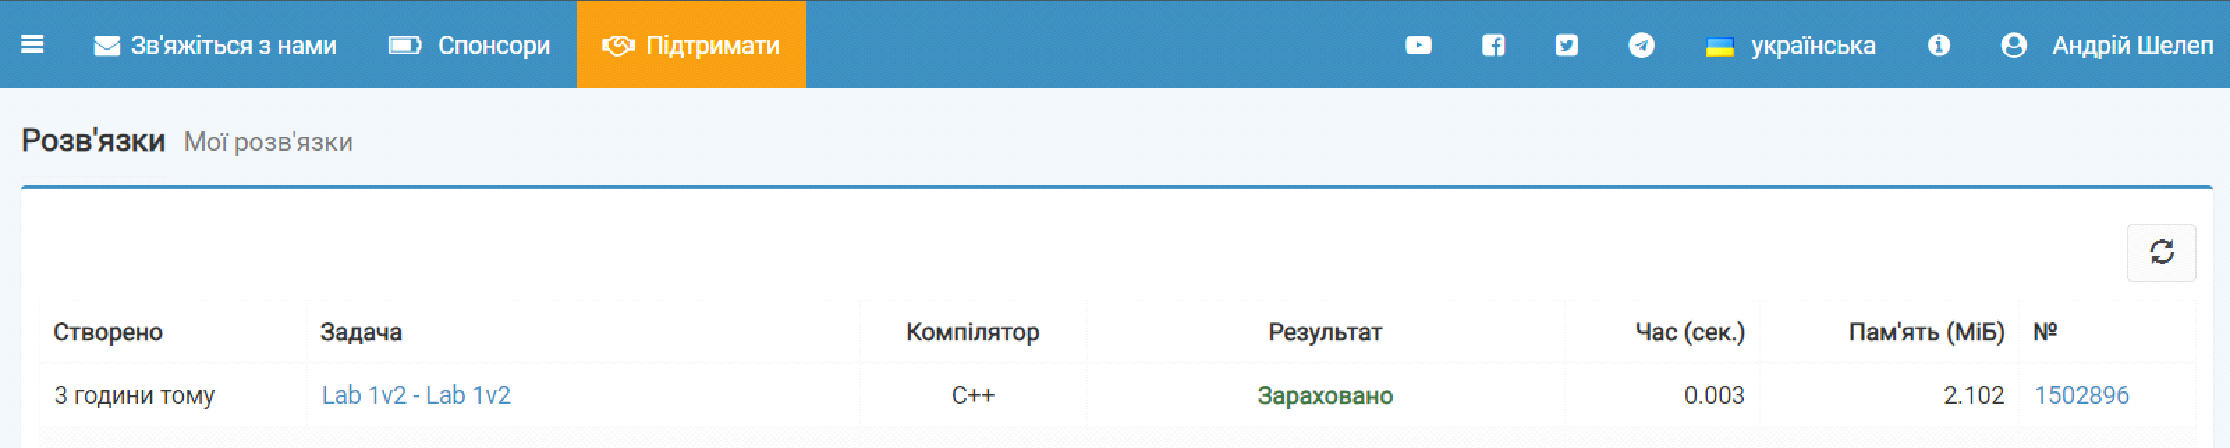 Зв'яжіться з нами Спонсори Підтримати українська Андрій Шелеп
Розв'язки Мої розв'язки
Створено Задача Компілятор Результат Час (сек.) Пам'ять (МіБ) №
3 години тому Lab 1v2 - Lab 1v2 C++ Зараховано 0.003 2.102 1502896